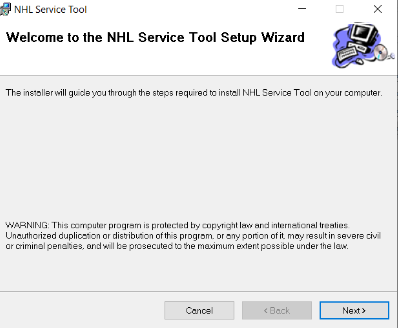 NHL Service Tool
Welcome to the NHL Service Tool Setup Wizard
The installer will guide you through the steps required to install NHL Service Tool on your computer.
WARNING: This computer program is protected by copyright law and international treaties.
Unauthorized duplication or distribution of this program, or any portion of it, may result in severe civil
or criminal penalties, and will be prosecuted to the maximum extent possible under the law.
Cancel < Back Next >